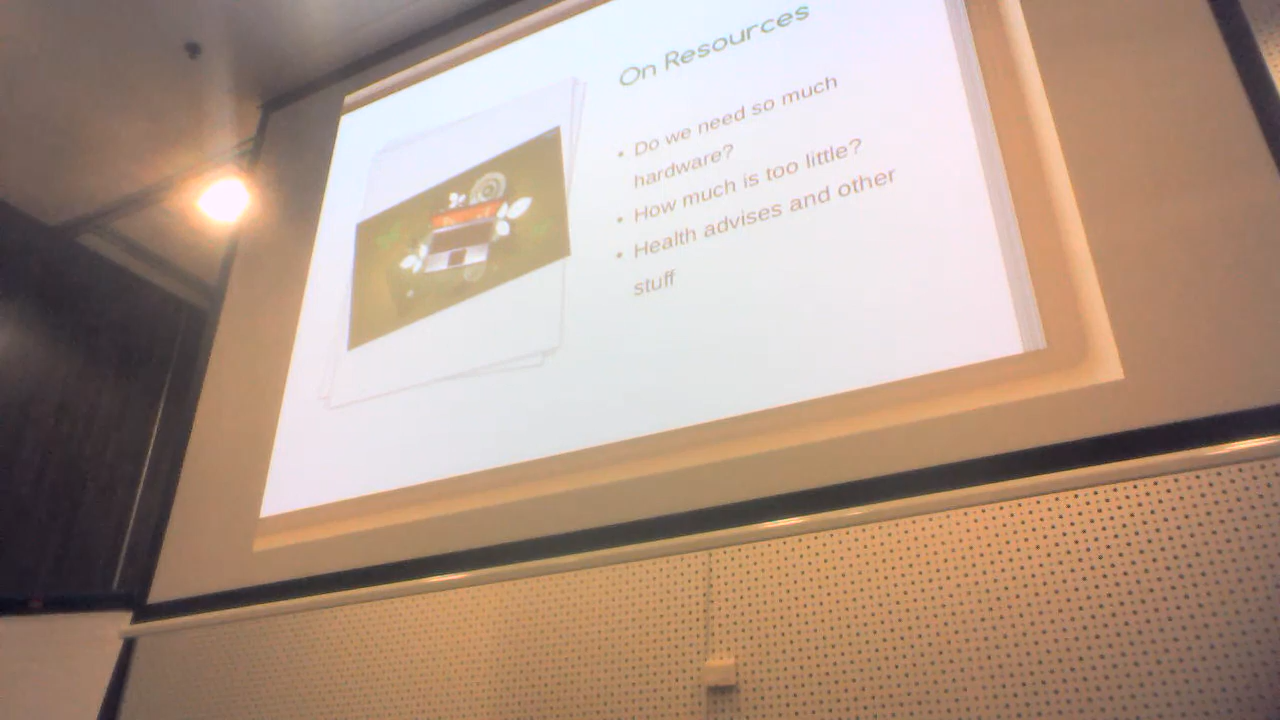 On Resources
• Do we need so much
hardware?
• How much is too little?
• Health advises and other
stuff